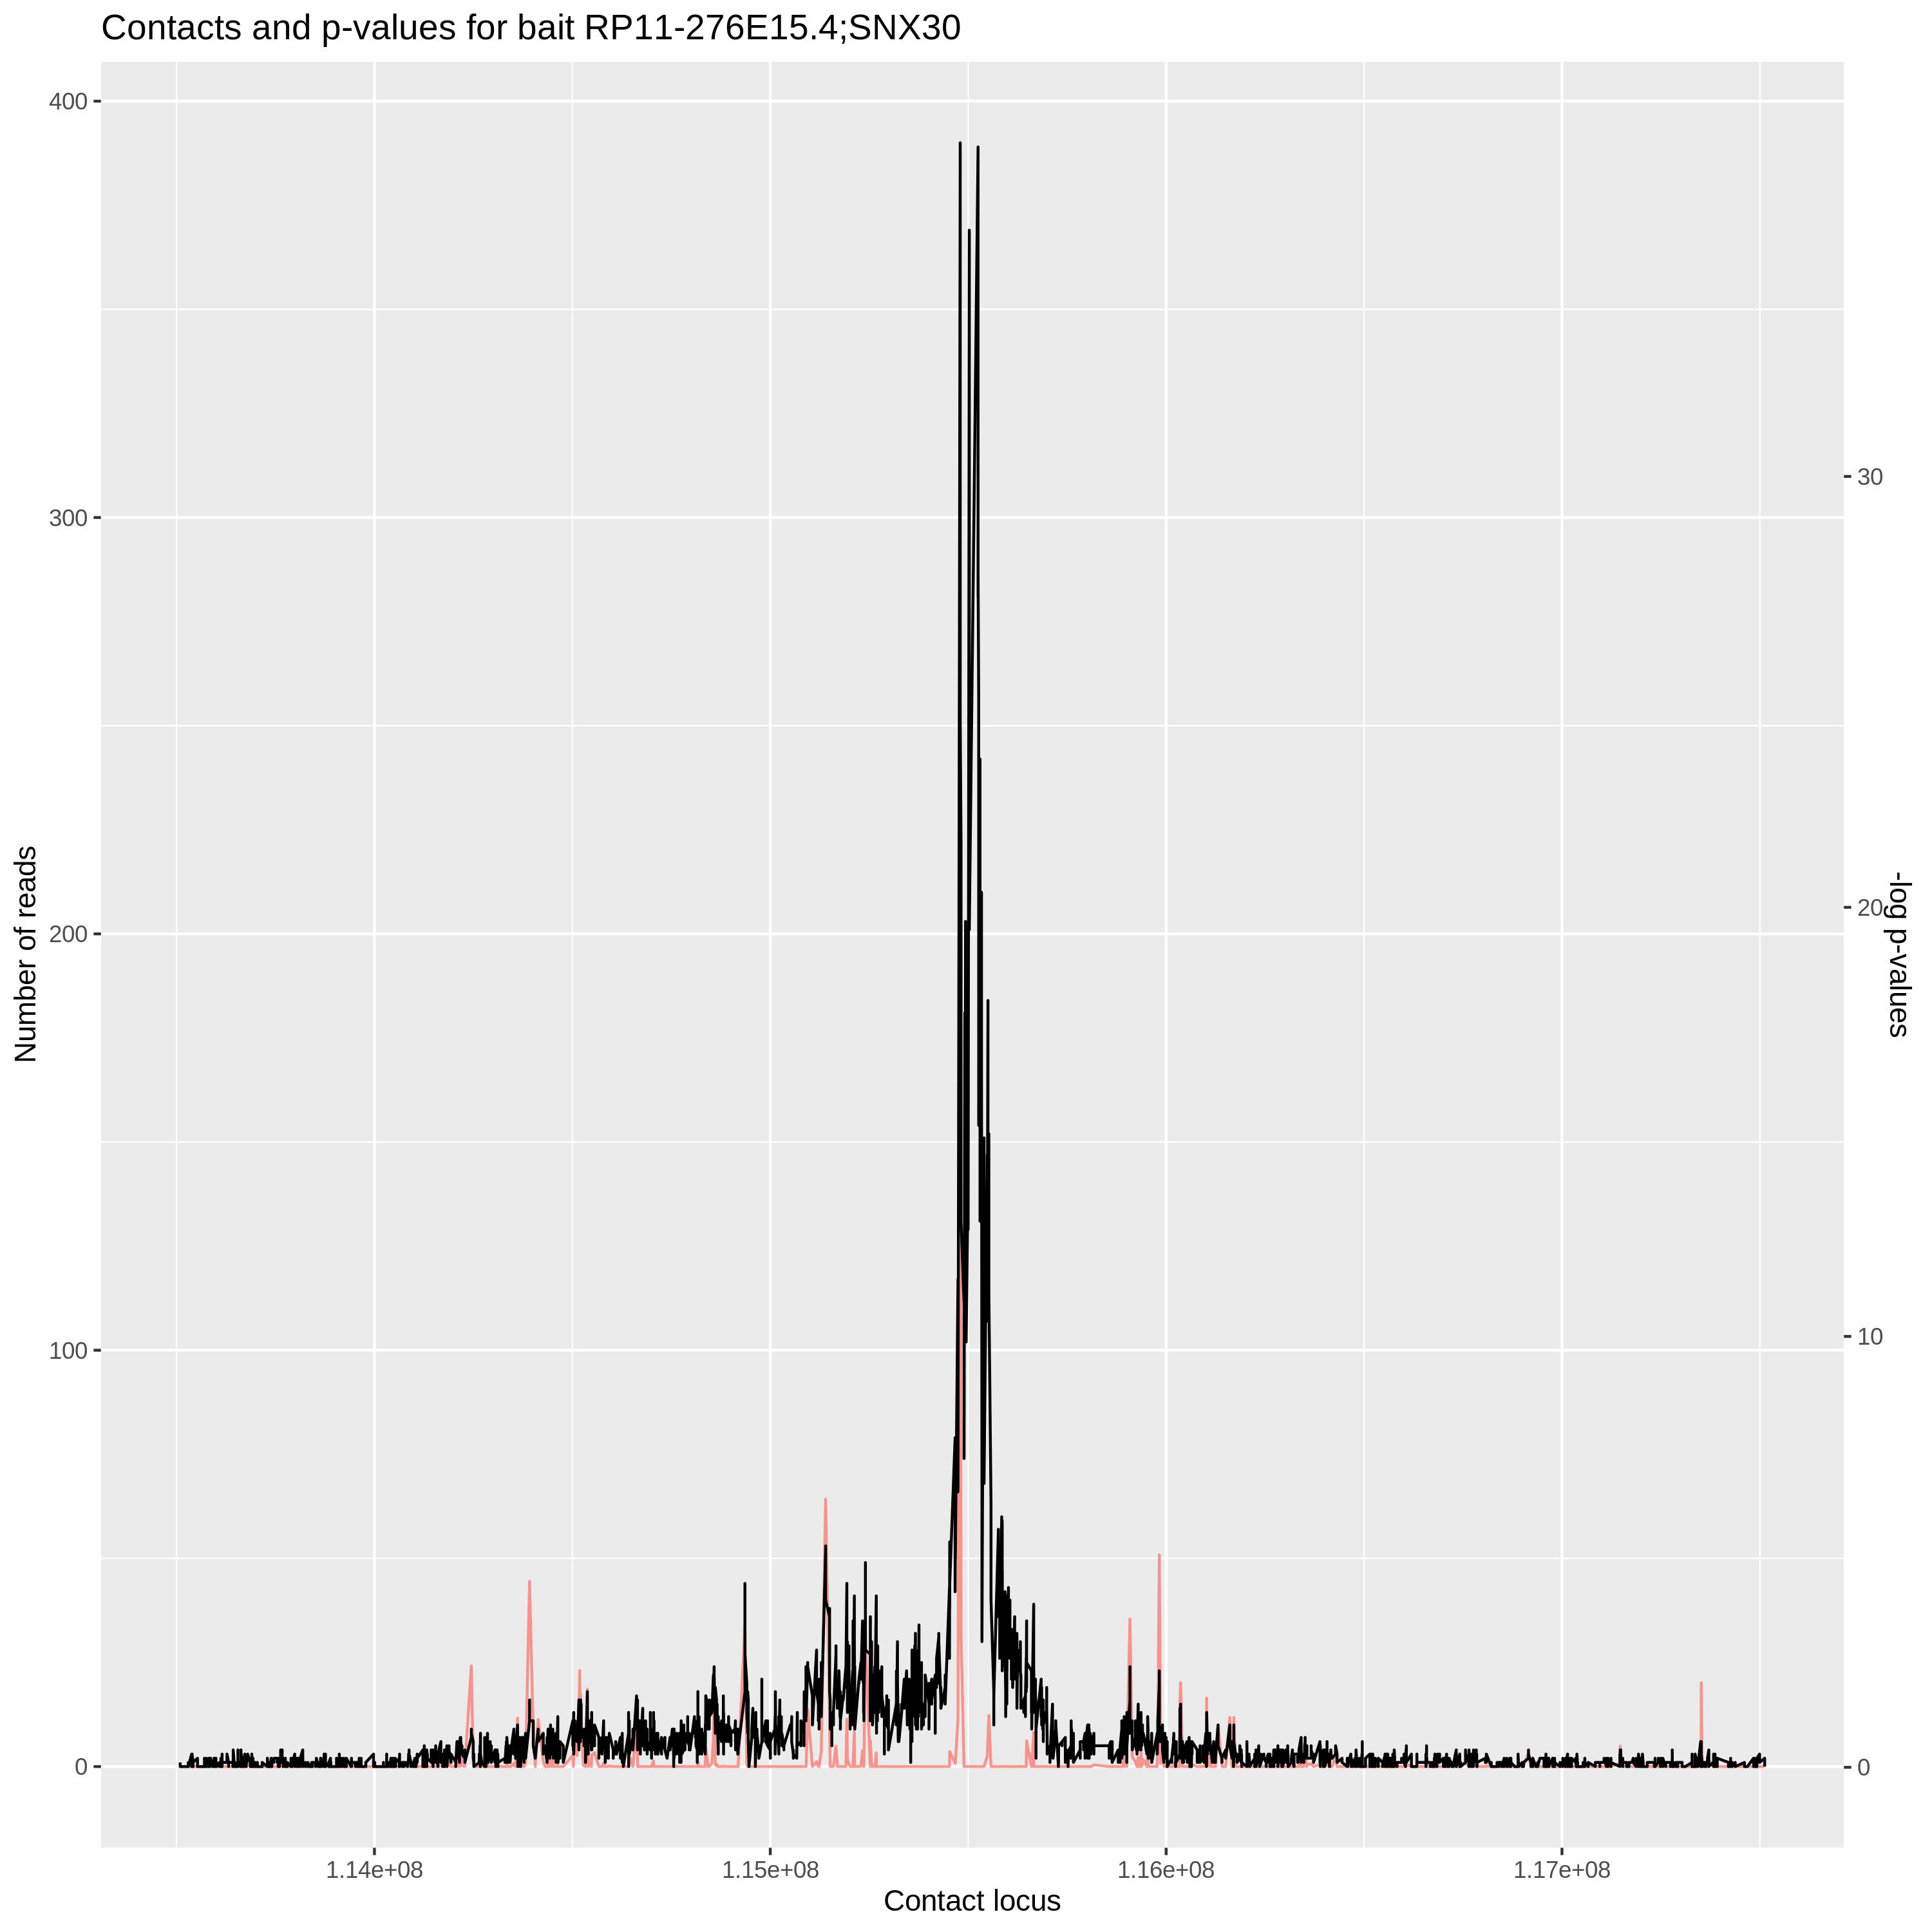 Contacts and p-values for bait RP11-276E15.4;SNX30
400
300
200
100
0
Number of reads
30
20
10
0
-log p-values
1.14e+08
1.15e+08
1.16e+08
1.17e+08
Contact locus